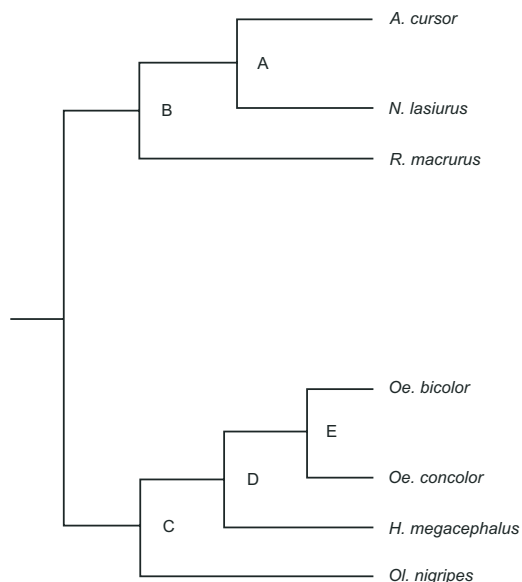 A. cursor
A
N. lasiurus
B
R. macrurus
Oe. bicolor
E
Oe. concolor
D
H. megacephalus
C
Ol. nigripes